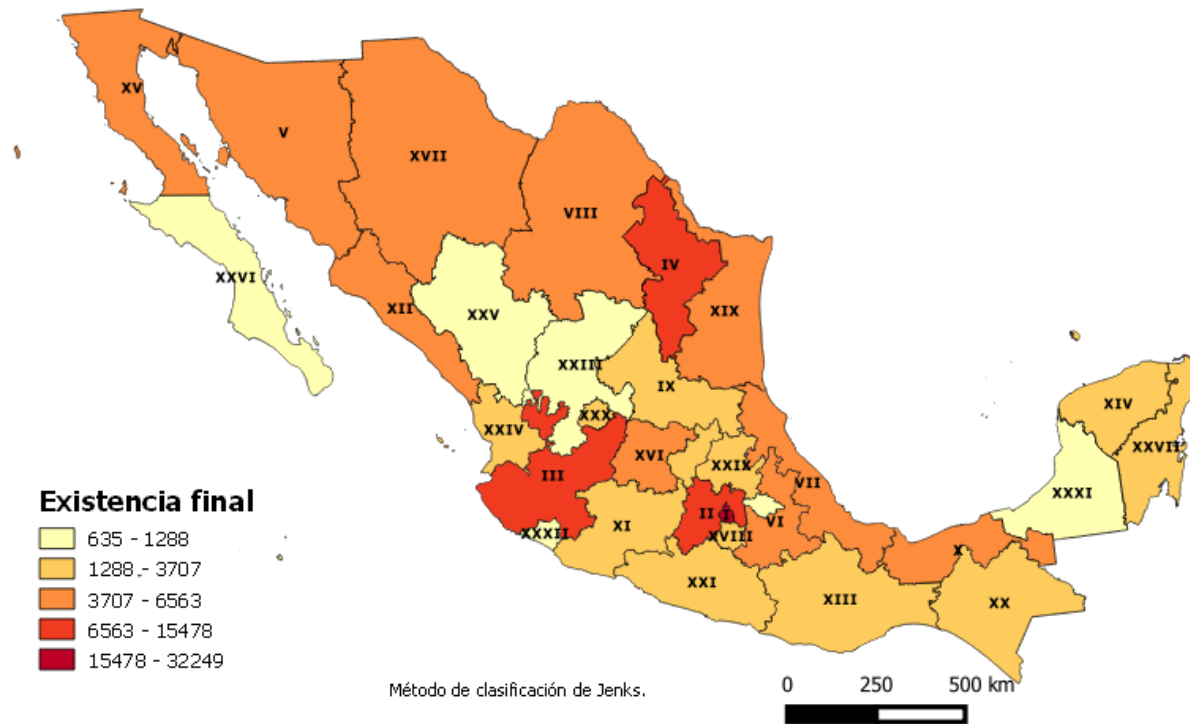 XV
V
XVII
VIII
IV
XXVI
XII
XXV
XIX
XXIII
IX
XXIV
XXX
XIV
XXVII
III
XVI
XXIX
XXXI
VII
II
I
VI
XXXII
XI
XVIII
X
XXI
XIII
XX
Existencia final
635 - 1288
1288 - 3707
3707 - 6563
6563 - 15478
15478 - 32249
Método de clasificación de Jenks.
0 250 500 km